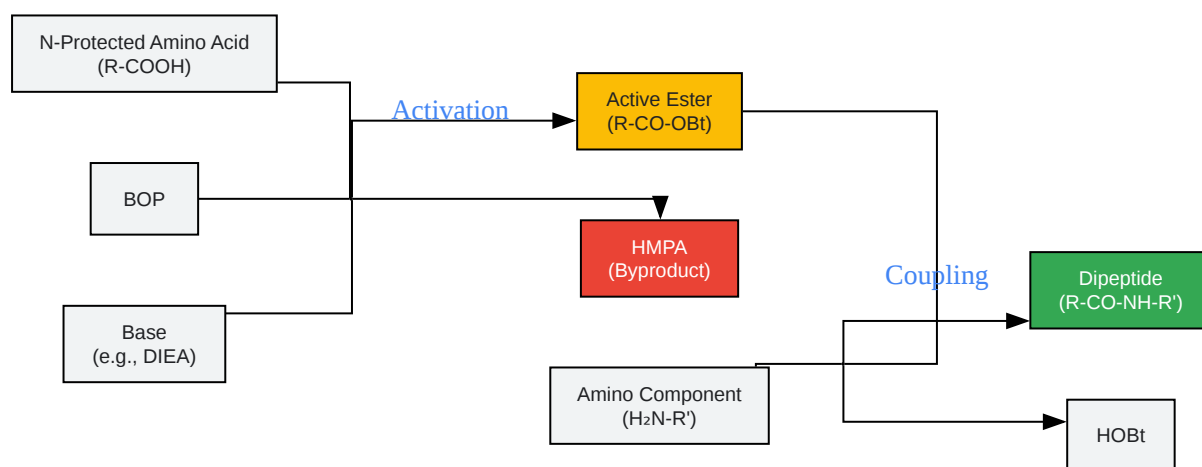 N-Protected Amino Acid
(R-COOH)
Activation
Active Ester
(R-CO-OBt)
BOP
HMPA
(Byproduct)
Coupling
Dipeptide
(R-CO-NH-R')
Base
(e.g., DIEA)
Amino Component
(H₂N-R')
HOBt